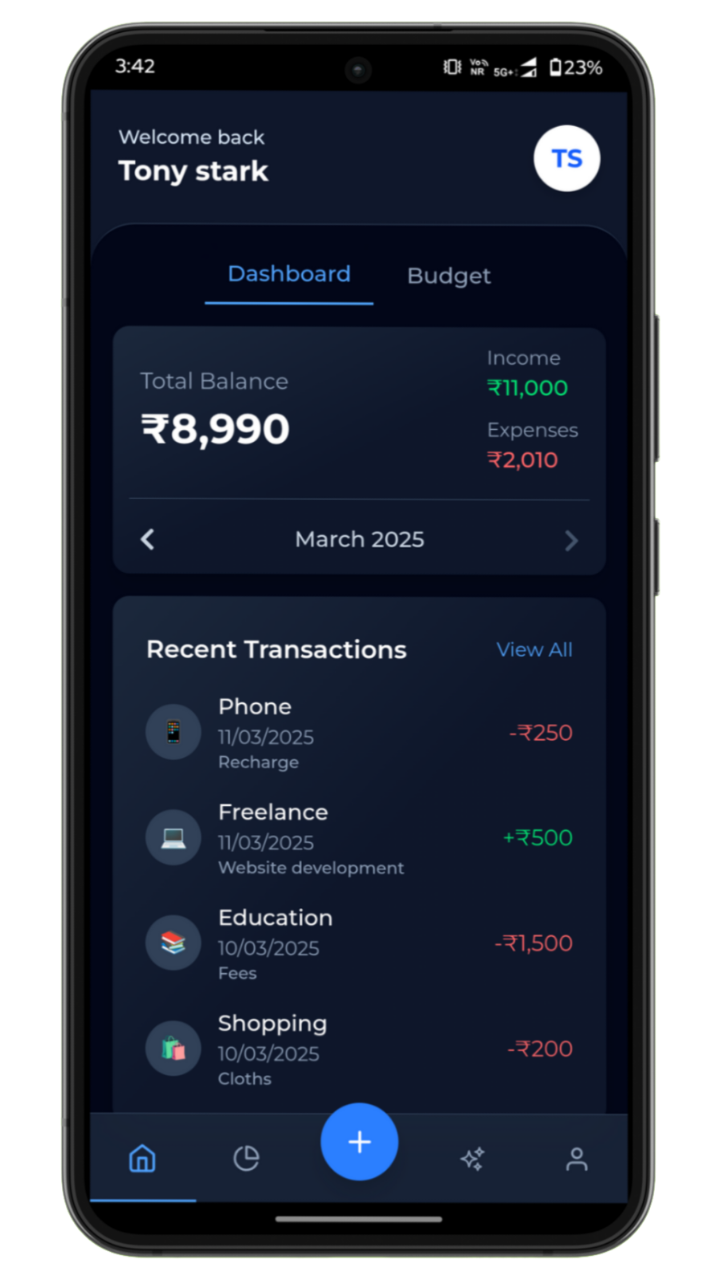 3:42
Vo NR 5G+ 23%
Welcome back
Tony stark
TS
Dashboard
Budget
Total Balance
₹8,990
Income
₹11,000
Expenses
₹2,010
March 2025
Recent Transactions
View All
Phone
11/03/2025
Recharge
-₹250
Freelance
11/03/2025
Website development
+₹500
Education
10/03/2025
Fees
-₹1,500
Shopping
10/03/2025
Cloths
-₹200